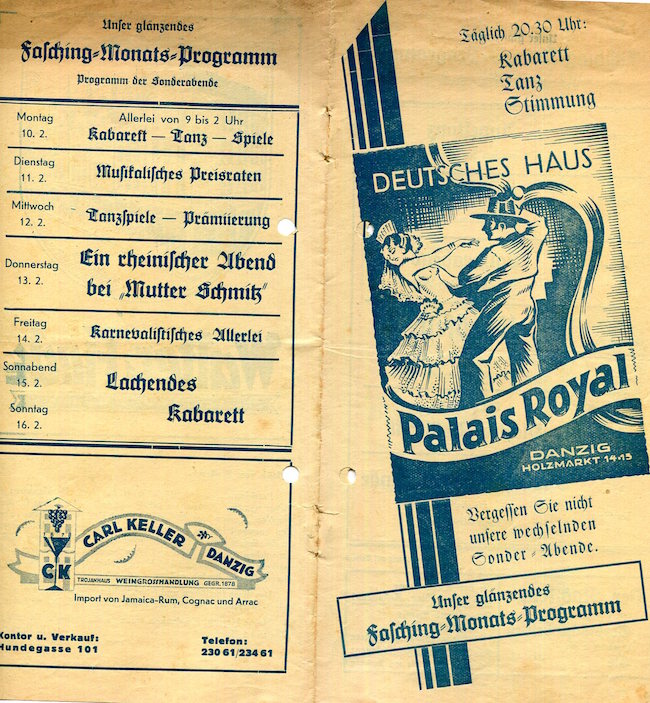 Unser glänzendes
Fasching-Monats-Programm
Programm der Sonderabende
Montag
10. 2.
Allerlei von 9 bis 2 Uhr
Kabarett — Tanz — Spiele
Dienstag
11. 2.
Musikalisches Preisraten
Mittwoch
12. 2.
Tanzspiele — Prämiierung
Donnerstag
13. 2.
Ein rheinischer Abend
bei „Mutter Schmitz"
Freitag
14. 2.
Karnevalistisches Allerlei
Sonnabend
15. 2.
Sonntag
16. 2.
Lachendes
Kabarett
CARL KELLER DANZIG
CK
TROJANHAUS WEINGROSSHANDLUNG GEGR. 1878
Import von Jamaica-Rum, Cognac und Arrac
Kontor u. Verkauf:
Hundegasse 101
Telefon:
230 61/234 61
Täglich 20.30 Uhr:
Kabarett
Tanz
Stimmung
DEUTSCHES HAUS
Palais Royal
DANZIG
HOLZMARKT 14-15
Vergessen Sie nicht
unsere wechselnden
Sonder-Abende.
Unser glänzendes
Fasching-Monats-Programm